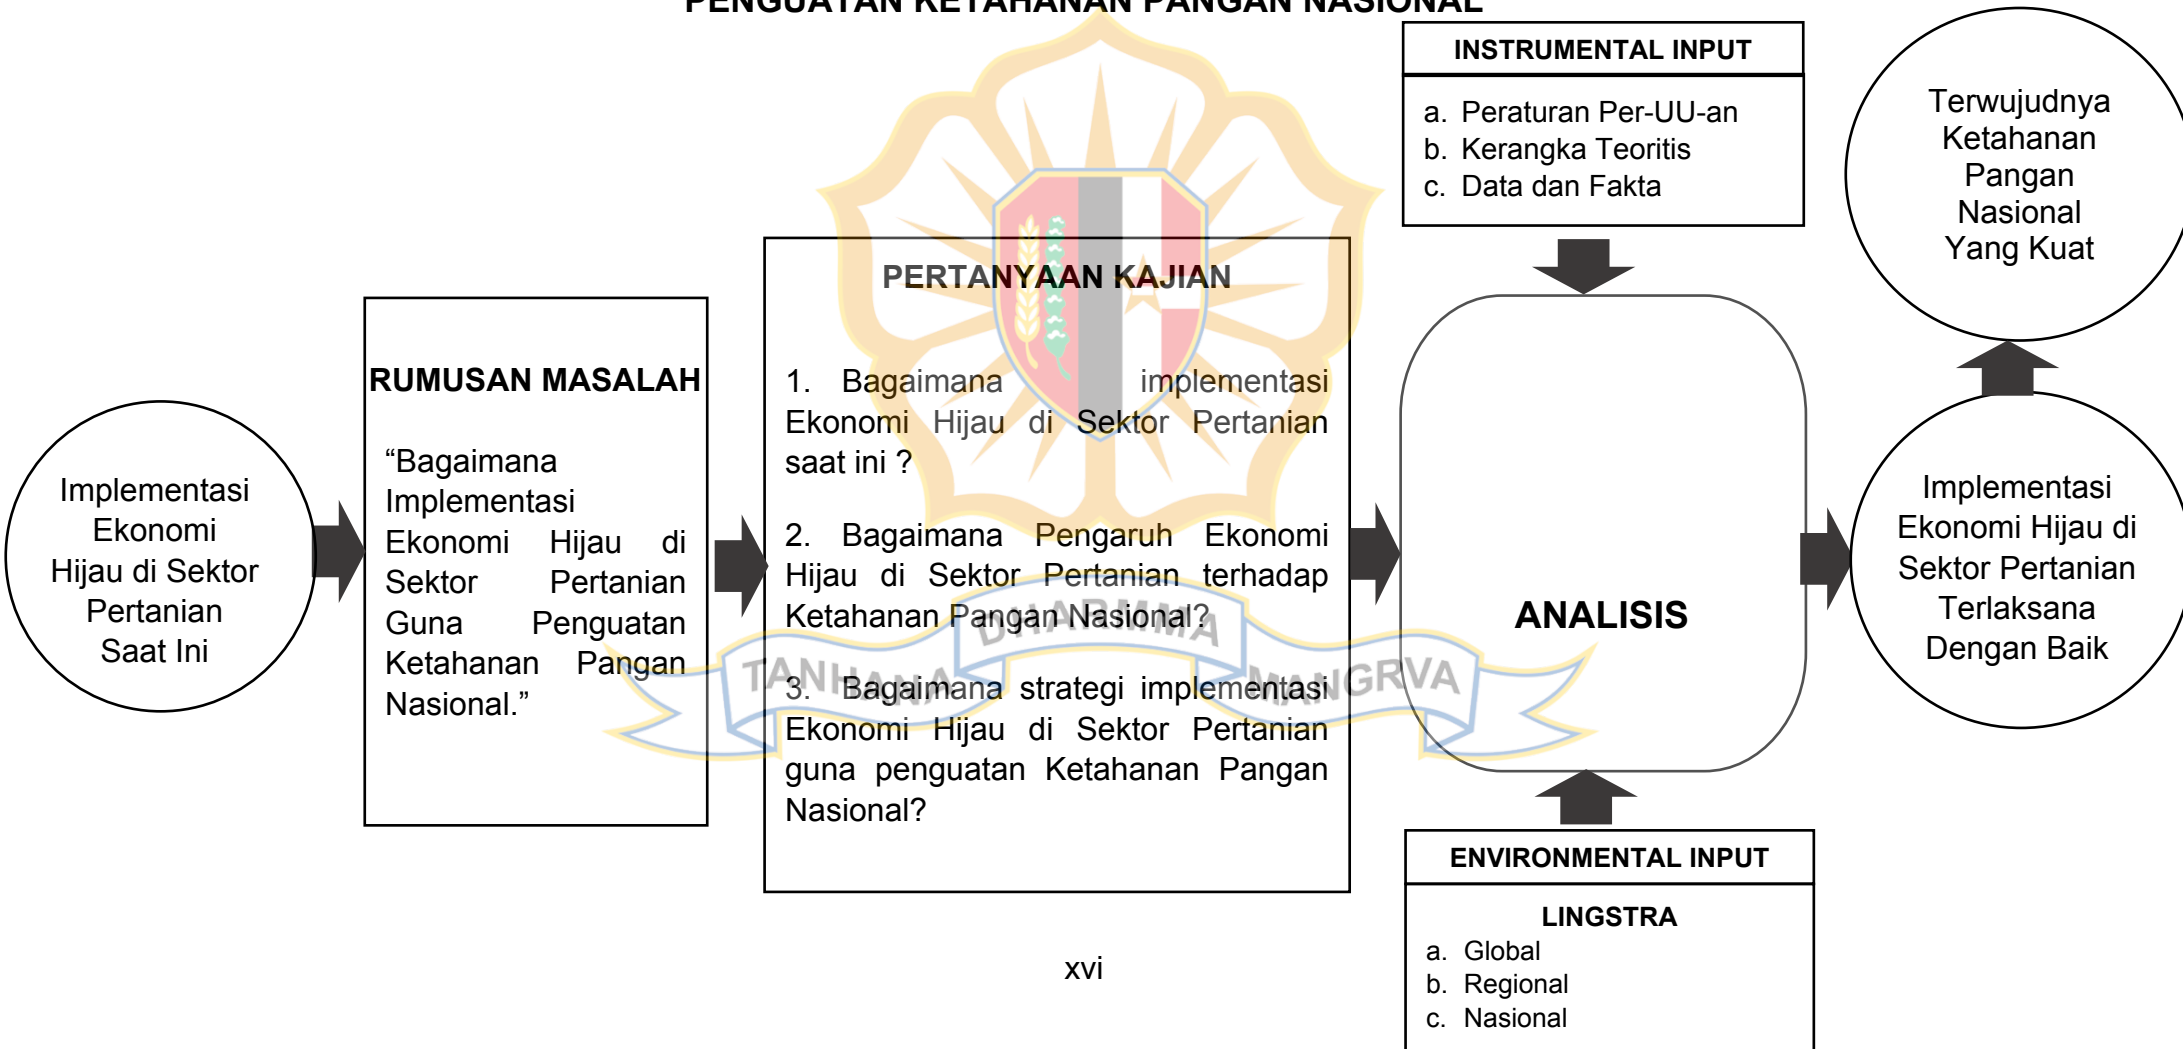 PENGUATAN KETAHANAN PANGAN NASIONAL
Implementasi
Ekonomi
Hijau di Sektor
Pertanian
Saat Ini
RUMUSAN MASALAH
“Bagaimana
Implementasi
Ekonomi Hijau di
Sektor Pertanian
Guna Penguatan
Ketahanan Pangan
Nasional.”
PERTANYAAN KAJIAN
1. Bagaimana implementasi
Ekonomi Hijau di Sektor Pertanian
saat ini ?
2. Bagaimana Pengaruh Ekonomi
Hijau di Sektor Pertanian terhadap
Ketahanan Pangan Nasional?
3. Bagaimana strategi implementasi
Ekonomi Hijau di Sektor Pertanian
guna penguatan Ketahanan Pangan
Nasional?
TANHANA DHARMMA MANGRVA
INSTRUMENTAL INPUT
a. Peraturan Per-UU-an
b. Kerangka Teoritis
c. Data dan Fakta
ANALISIS
ENVIRONMENTAL INPUT
LINGSTRA
a. Global
b. Regional
c. Nasional
Implementasi
Ekonomi Hijau di
Sektor Pertanian
Terlaksana
Dengan Baik
Terwujudnya
Ketahanan
Pangan
Nasional
Yang Kuat
xvi